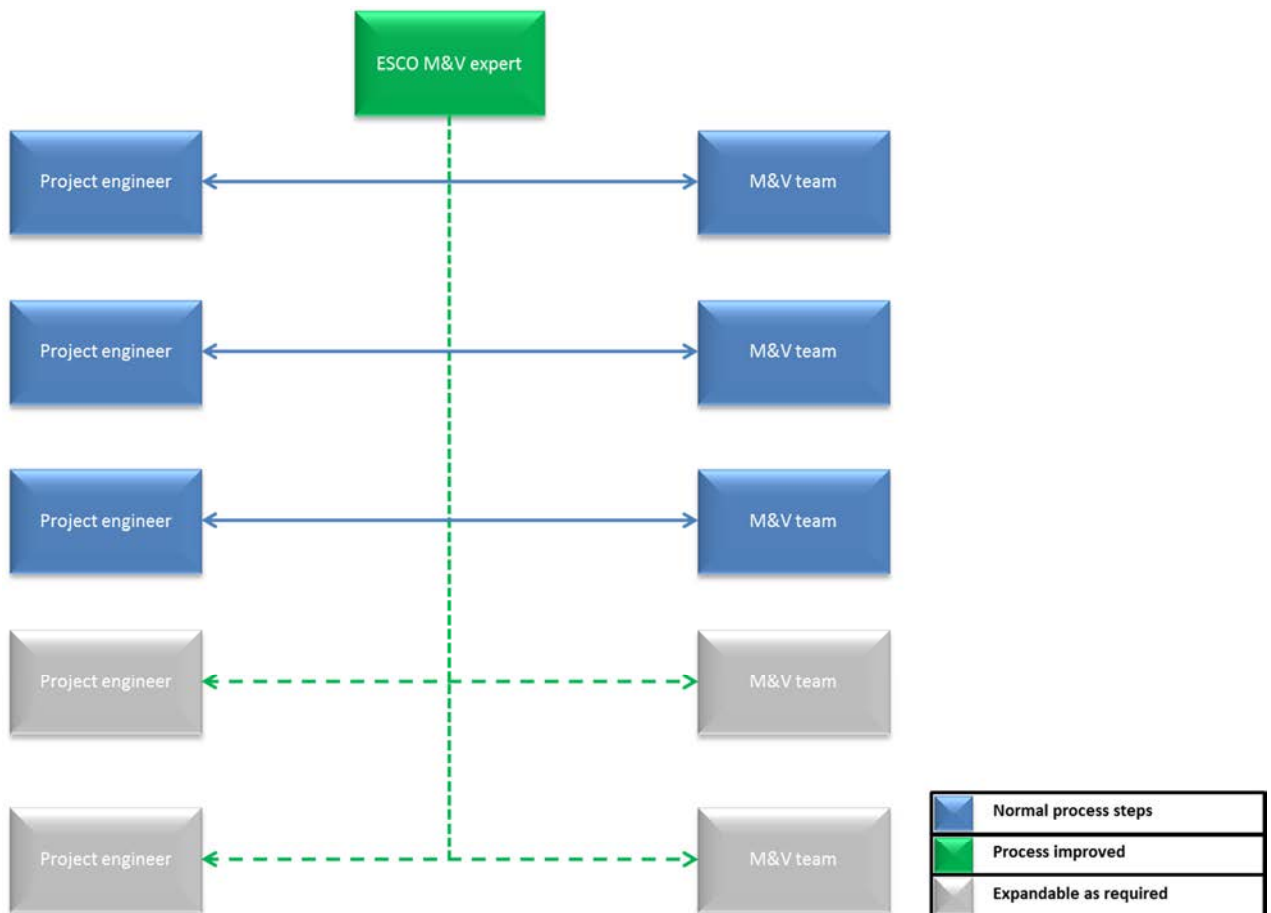 ESCO M&V expert
Project engineer
M&V team
Project engineer
M&V team
Project engineer
M&V team
Project engineer
M&V team
Project engineer
M&V team
Normal process steps
Process improved
Expandable as required